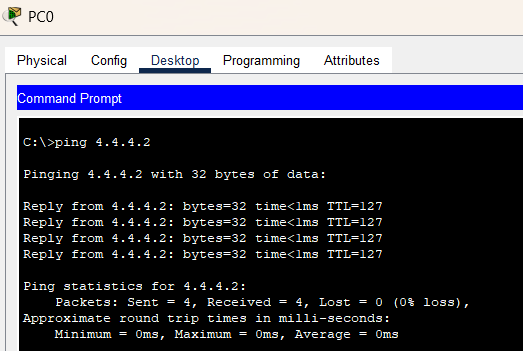 PC0
Physical Config Desktop Programming Attributes
Command Prompt
C:\>ping 4.4.4.2
Pinging 4.4.4.2 with 32 bytes of data:
Reply from 4.4.4.2: bytes=32 time<1ms TTL=127
Reply from 4.4.4.2: bytes=32 time<1ms TTL=127
Reply from 4.4.4.2: bytes=32 time<1ms TTL=127
Reply from 4.4.4.2: bytes=32 time<1ms TTL=127
Ping statistics for 4.4.4.2:
Packets: Sent = 4, Received = 4, Lost = 0 (0% loss),
Approximate round trip times in milli-seconds:
Minimum = 0ms, Maximum = 0ms, Average = 0ms